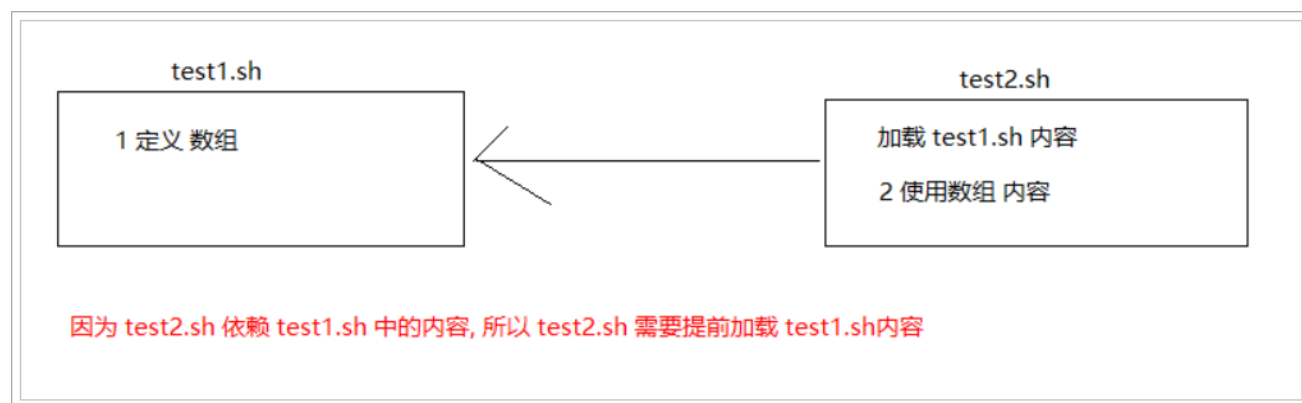 test1.sh
test2.sh
1 定义 数组
加载 test1.sh 内容
2 使用数组 内容
因为 test2.sh 依赖 test1.sh 中的内容, 所以 test2.sh 需要提前加载 test1.sh内容